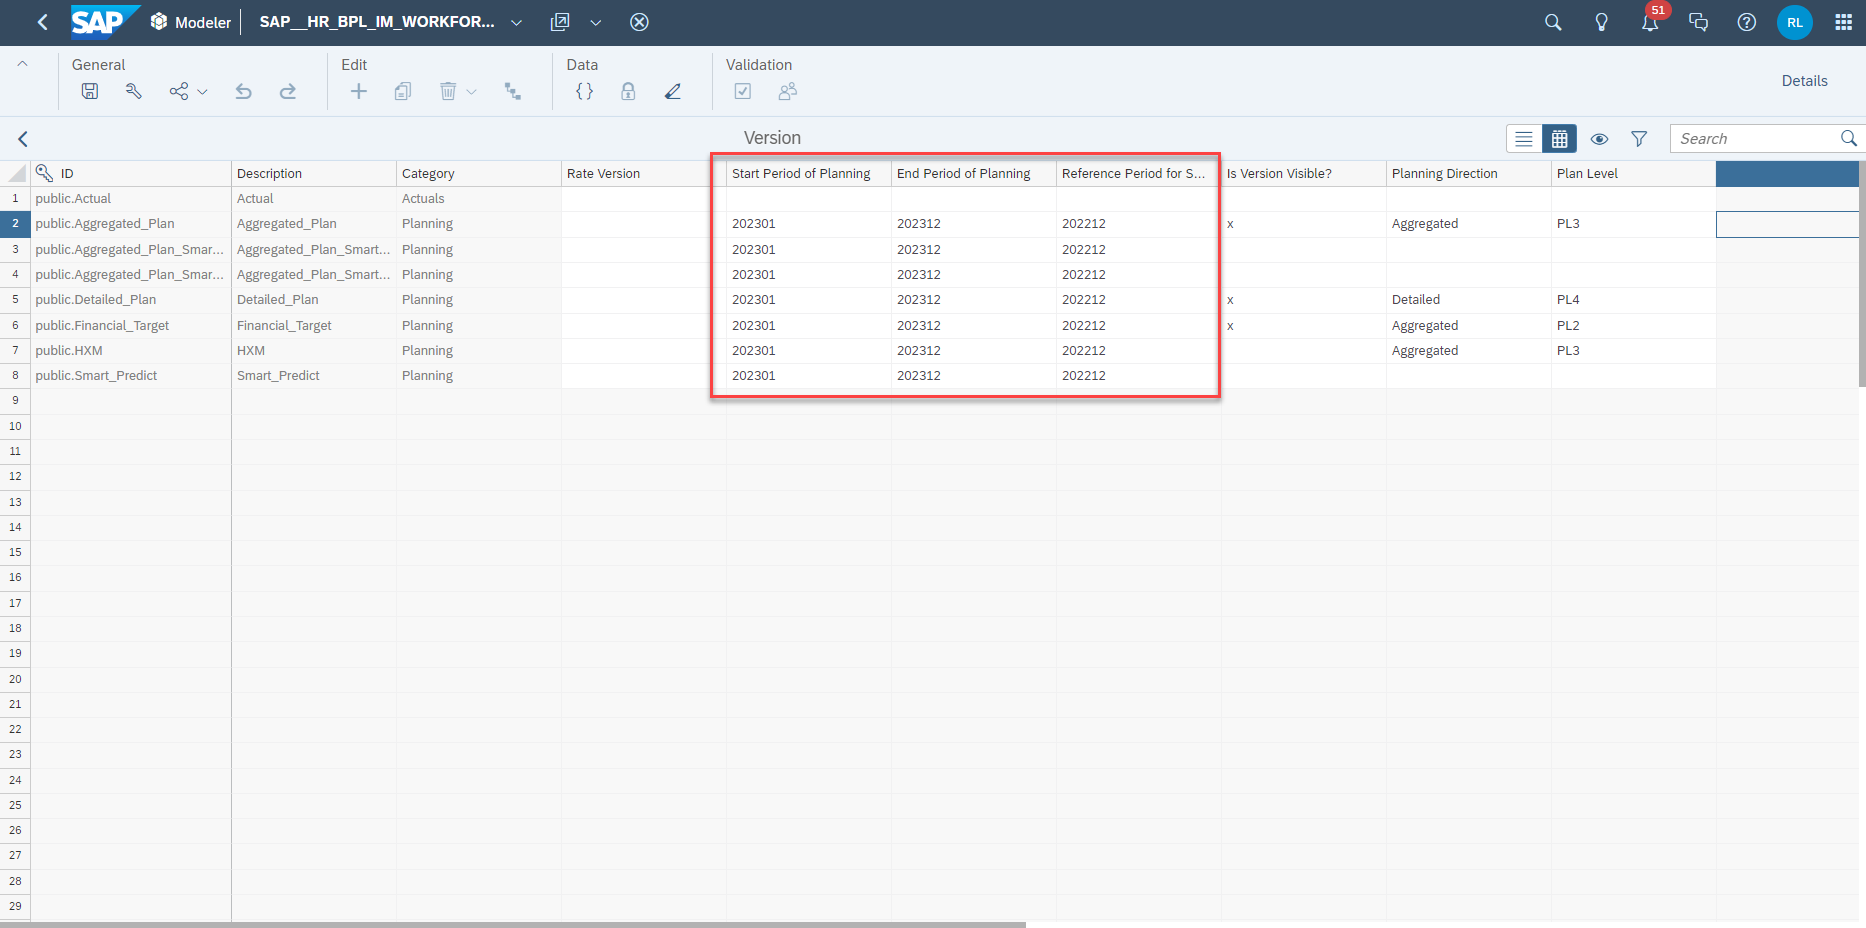 SAP Modeler SAP__HR_BPL_IM_WORKFOR... 51 RL
General Edit Data Validation
Details
Version Search
ID Description Category Rate Version Start Period of Planning End Period of Planning Reference Period for S... Is Version Visible? Planning Direction Plan Level
1 public.Actual Actual Actuals
2 public.Aggregated_Plan Aggregated_Plan Planning 202301 202312 202212 x Aggregated PL3
3 public.Aggregated_Plan_Smar... Aggregated_Plan_Smart... Planning 202301 202312 202212
4 public.Aggregated_Plan_Smar... Aggregated_Plan_Smart... Planning 202301 202312 202212
5 public.Detailed_Plan Detailed_Plan Planning 202301 202312 202212 x Detailed PL4
6 public.Financial_Target Financial_Target Planning 202301 202312 202212 x Aggregated PL2
7 public.HXM HXM Planning 202301 202312 202212 Aggregated PL3
8 public.Smart_Predict Smart_Predict Planning 202301 202312 202212
9
10
11
12
13
14
15
16
17
18
19
20
21
22
23
24
25
26
27
28
29